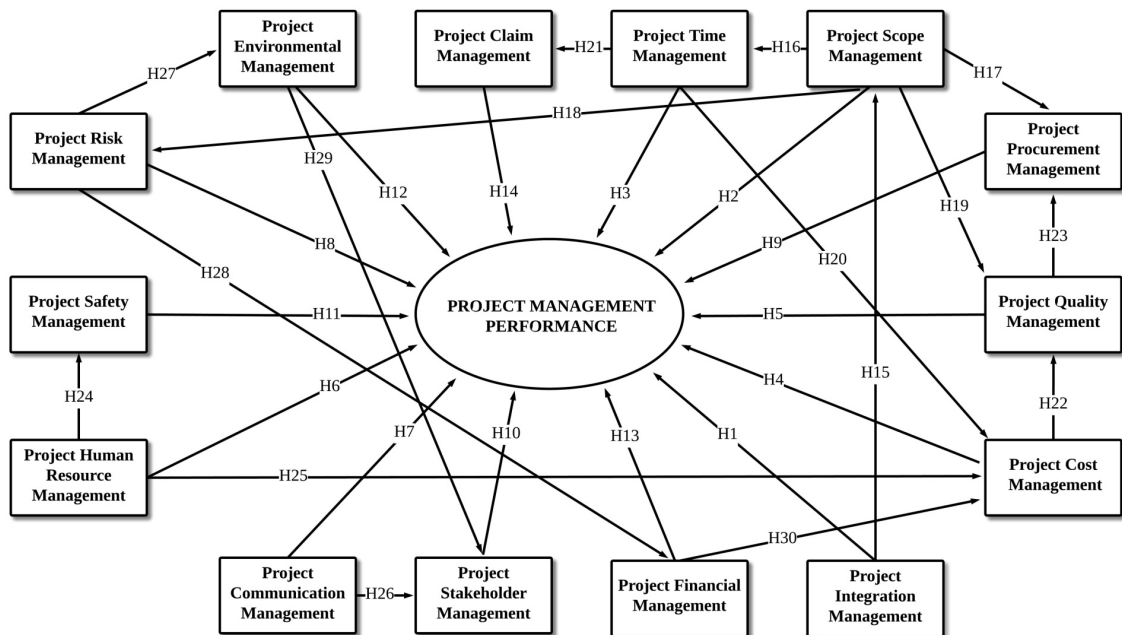 Project
Environmental
Management
Project Claim
Management
H21
Project Time
Management
H16
Project Scope
Management
H27
H17
H18
Project Risk
Management
H29
Project
Procurement
Management
H12
H14
H3
H2
H19
H8
H9
H23
H28
H20
PROJECT MANAGEMENT
PERFORMANCE
Project Safety
Management
H11
H5
Project Quality
Management
H6
H4
H15
H24
H22
H7
H10
H13
H1
Project Human
Resource
Management
H25
Project Cost
Management
H30
Project
Communication
Management
H26
Project
Stakeholder
Management
Project Financial
Management
Project
Integration
Management